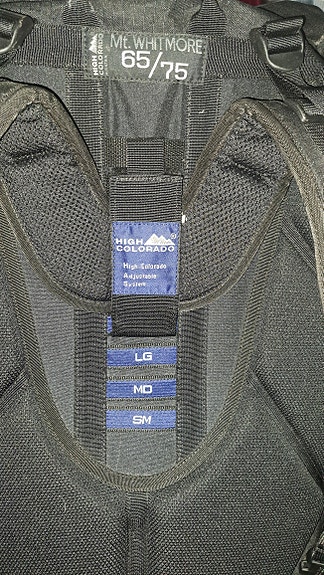 HIGH COLORADO
Mt. WHITMORE
65/75
HIGH
COLORADO
High Colorado
Adjustable
System
LG
MD
SM